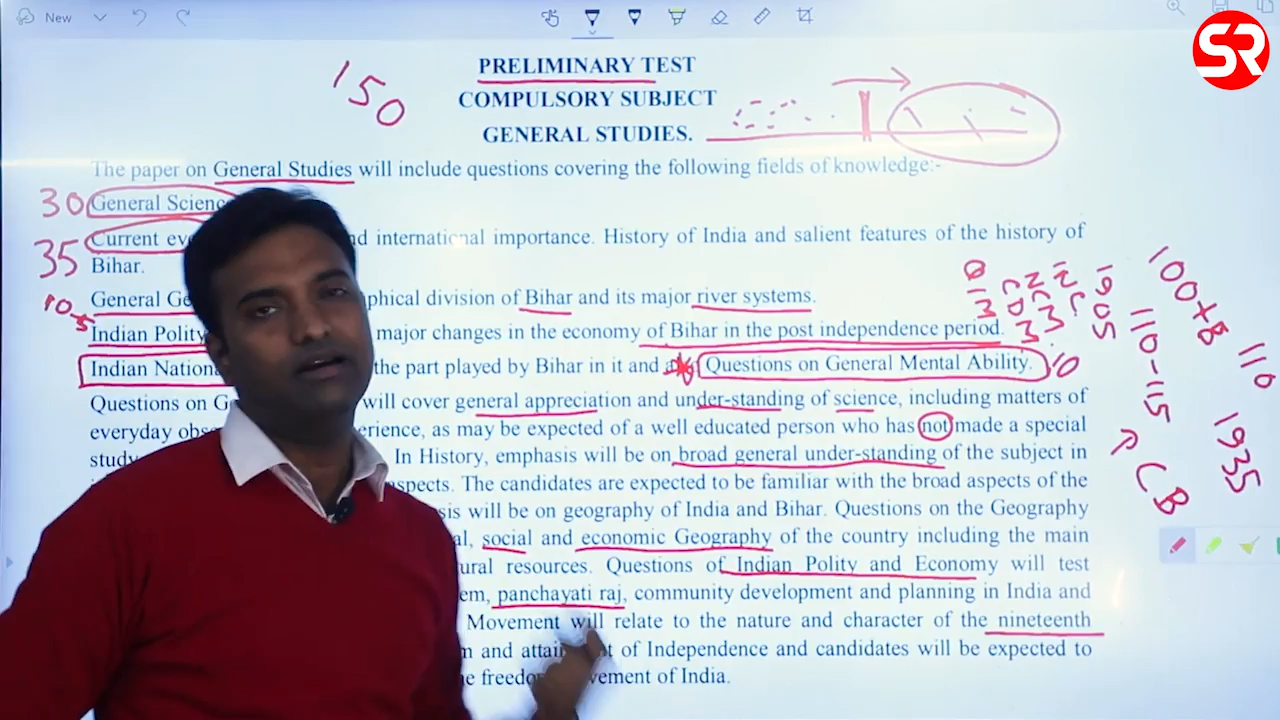 New
SR
PRELIMINARY TEST
150
COMPULSORY SUBJECT
GENERAL STUDIES.
The paper on General Studies will include questions covering the following fields of knowledge:-
30 General Scienc
Current ev nd international importance. History of India and salient features of the history of
35 Bihar.
General Ge phical division of Bihar and its major river systems.
10
Indian Polity major changes in the economy of Bihar in the post independence period.
Indian Nation the part played by Bihar in it and Questions on General Mental Ability. 10
Questions on G will cover general appreciation and under-standing of science, including matters of
everyday obs erience, as may be expected of a well educated person who has not made a special
study In History, emphasis will be on broad general under-standing of the subject in
spects. The candidates are expected to be familiar with the broad aspects of the
sis will be on geography of India and Bihar. Questions on the Geography
al, social and economic Geography of the country including the main
ural resources. Questions of Indian Polity and Economy will test
em, panchayati raj, community development and planning in India and
Movement will relate to the nature and character of the nineteenth
m and attai t of Independence and candidates will be expected to
e freedo vement of India.
1905
100+8
110-115
110
1935
CB